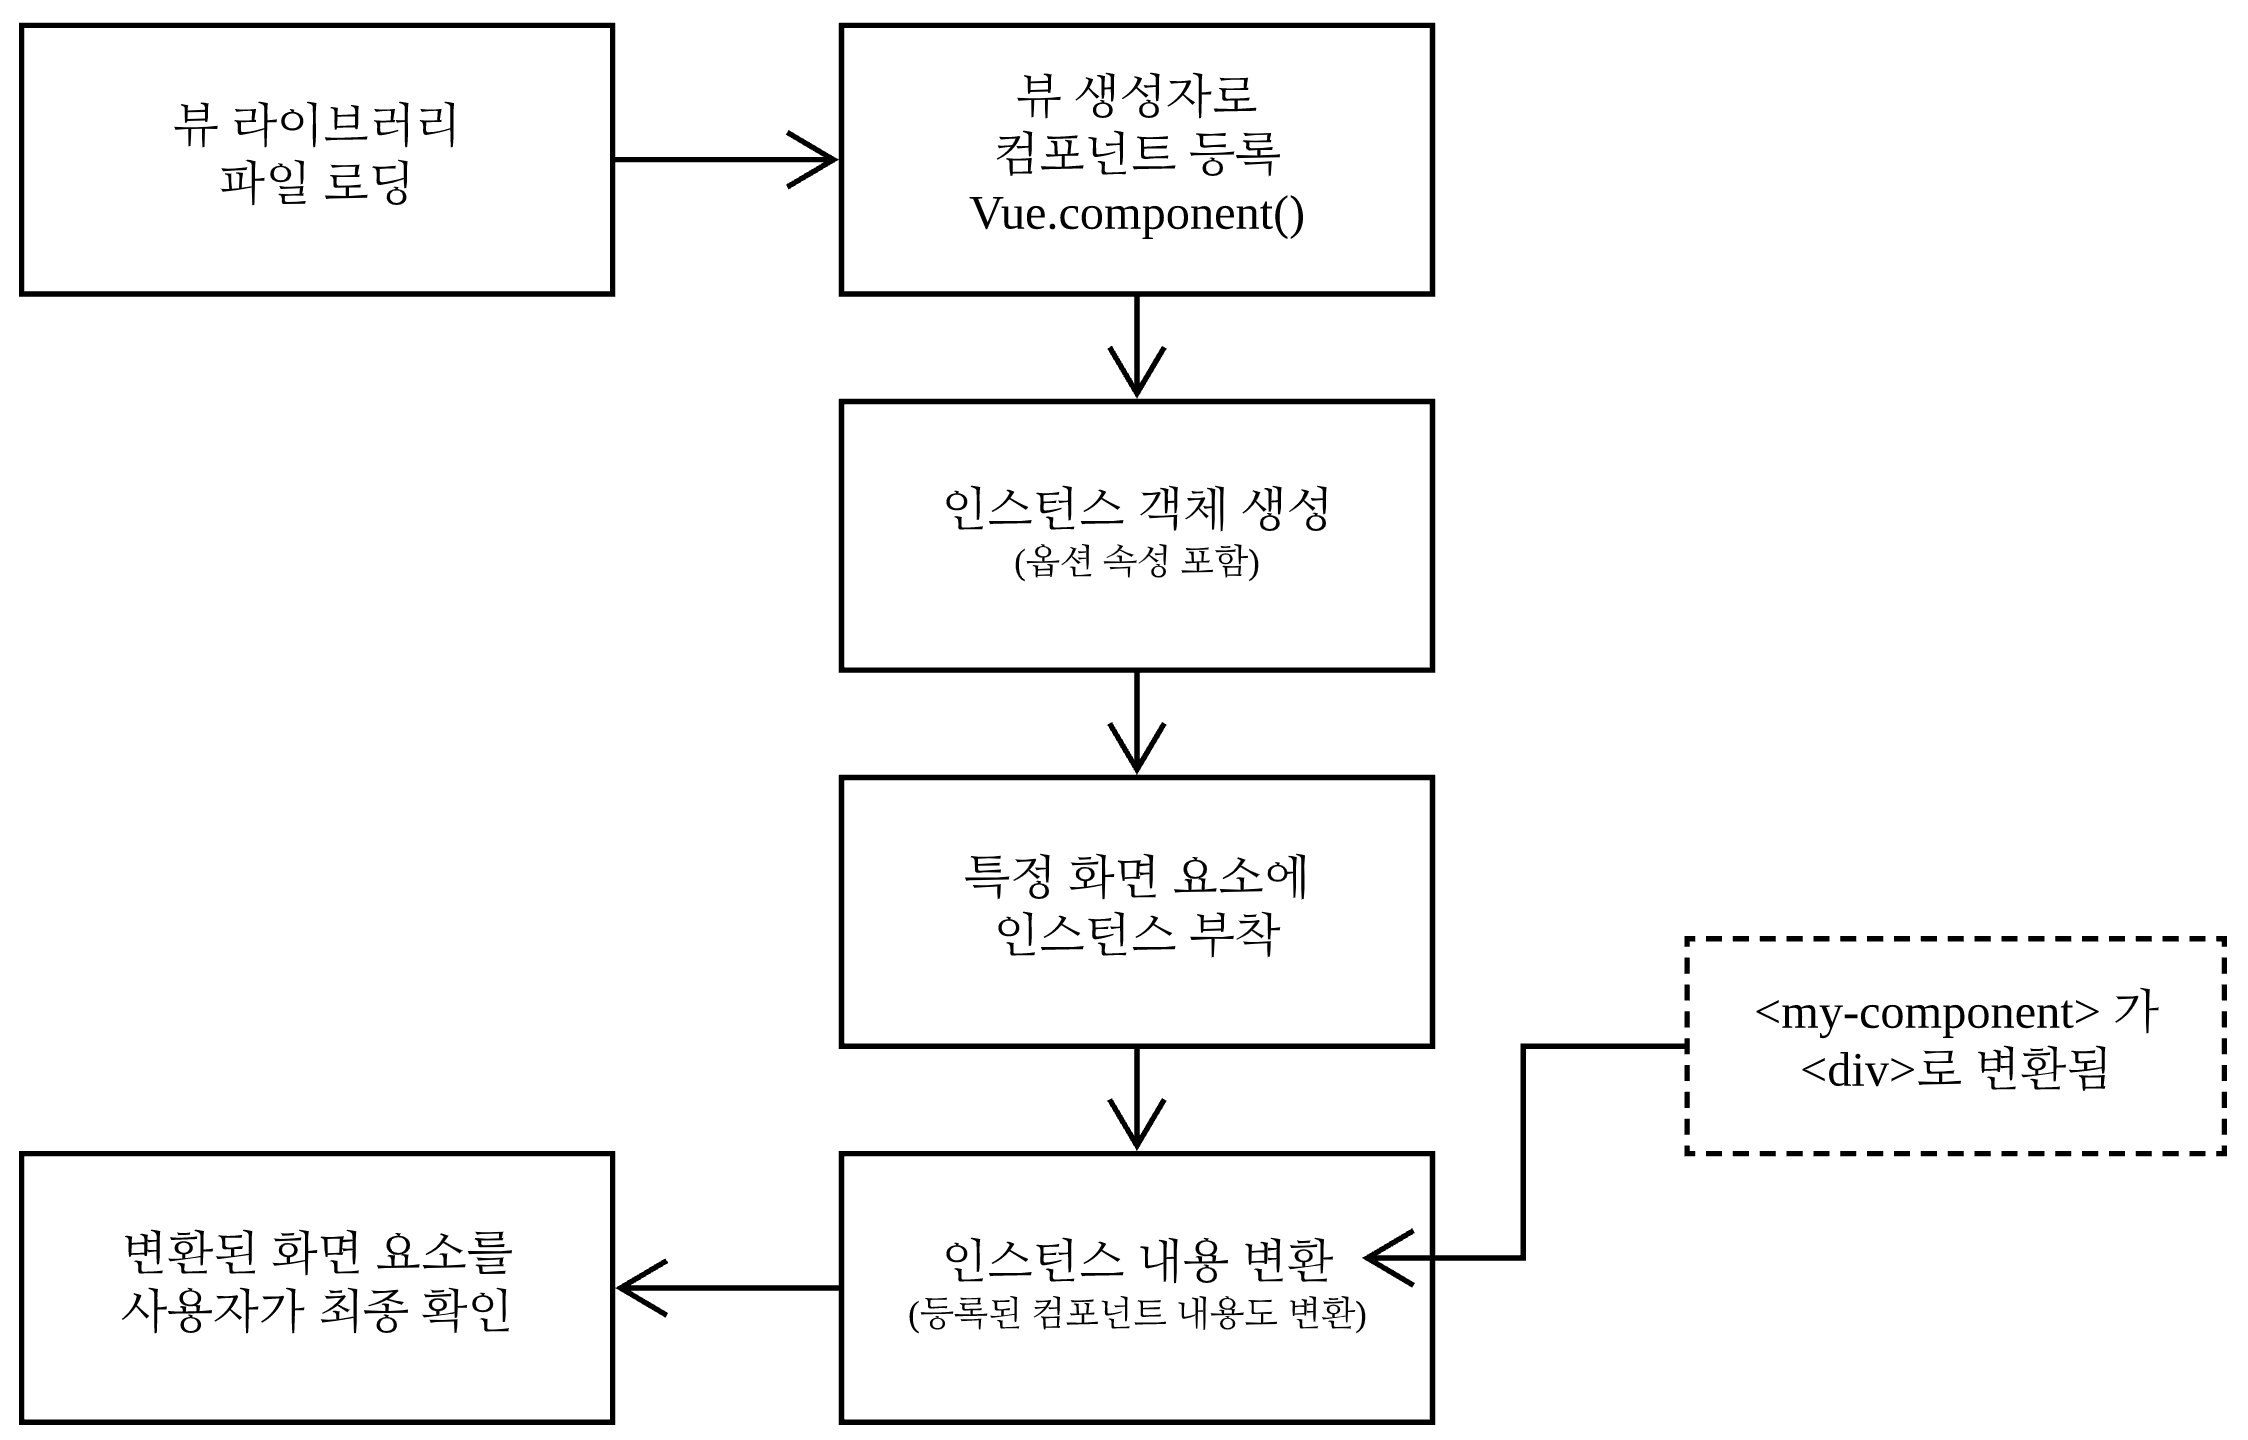 뷰 라이브러리
파일 로딩
뷰 생성자로
컴포넌트 등록
Vue.component()
인스턴스 객체 생성
(옵션 속성 포함)
특정 화면 요소에
인스턴스 부착
<my-component> 가
<div>로 변환됨
인스턴스 내용 변환
(등록된 컴포넌트 내용도 변환)
변환된 화면 요소를
사용자가 최종 확인